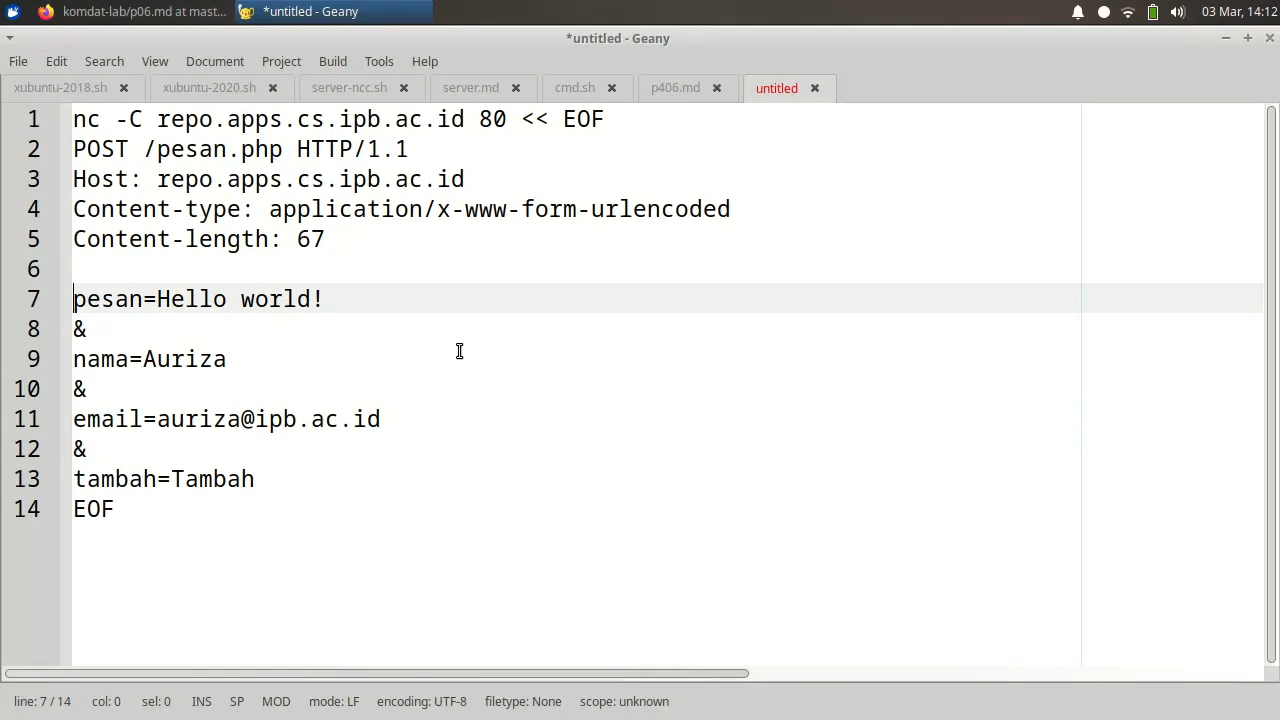 komdat-lab/p06.md at mast...
*untitled - Geany
03 Mar, 14:12
*untitled - Geany
File Edit Search View Document Project Build Tools Help
xubuntu-2018.sh xubuntu-2020.sh server-ncc.sh server.md cmd.sh p406.md untitled
1 nc -C repo.apps.cs.ipb.ac.id 80 << EOF
2 POST /pesan.php HTTP/1.1
3 Host: repo.apps.cs.ipb.ac.id
4 Content-type: application/x-www-form-urlencoded
5 Content-length: 67
6
7 pesan=Hello world!
8 &
9 nama=Auriza
10 &
11 email=auriza@ipb.ac.id
12 &
13 tambah=Tambah
14 EOF
line: 7 / 14 col: 0 sel: 0 INS SP MOD mode: LF encoding: UTF-8 filetype: None scope: unknown